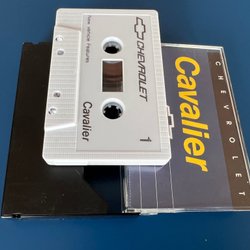 CHEVROLET
New Vehicle Features
Cavalier
1
Cavalier
CHEVROLET